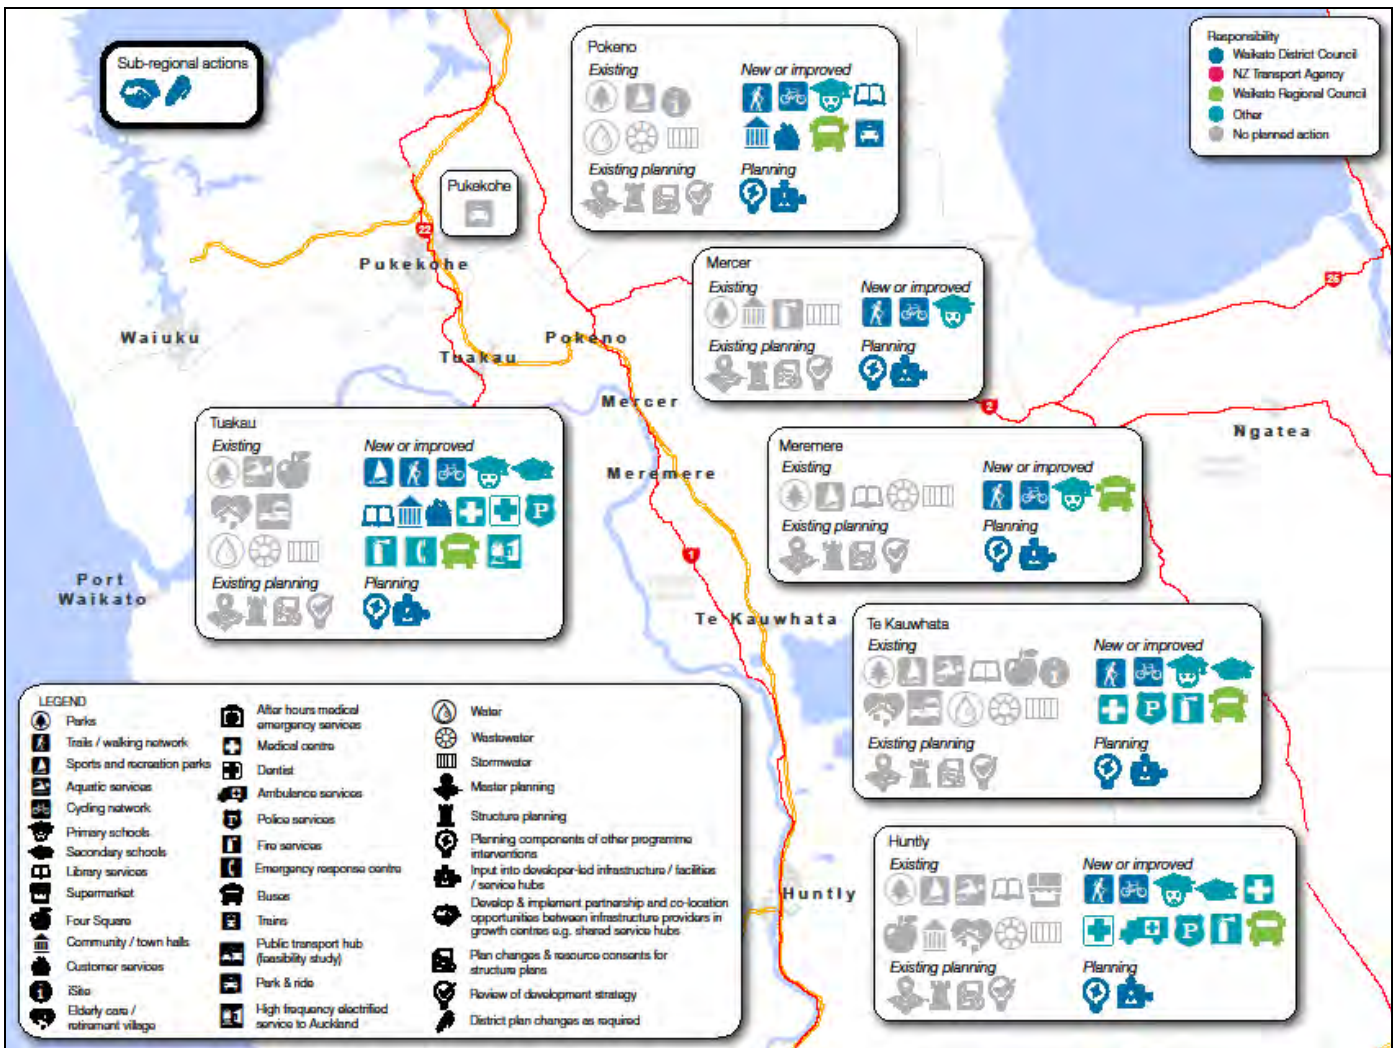 Sub-regional actions
Pokeno
Existing
New or improved
Existing planning
Planning
Responsibility
Waikato District Council
NZ Transport Agency
Waikato Regional Council
Other
No planned action
Pukekohe
22
Pukekohe
Mercer
Existing
New or improved
Existing planning
Planning
25
Waiuku
Pokeno
Tuakau
Mercer
2
Ngatea
Tuakau
Existing
New or improved
P
Existing planning
Planning
Meremere
Meremere
Existing
New or improved
Existing planning
Planning
1
Port
Waikato
Te Kauwhata
Te Kauwhata
Existing
New or improved
P
Existing planning
Planning
Huntly
Existing
New or improved
P
Existing planning
Planning
Huntly
LEGEND
Parks
Trails / walking network
Sports and recreation parks
Aquatic services
Cycling network
Primary schools
Secondary schools
Library services
Supermarket
Four Square
Community / town halls
Customer services
iSite
Elderly care /
retirement village
After hours medical
emergency services
Medical centre
Dentist
Ambulance services
Police services
Fire services
Emergency response centre
Buses
Trains
Public transport hub
(feasibility study)
Park & ride
High frequency electrified
service to Auckland
Water
Wastewater
Stormwater
Master planning
Structure planning
Planning components of other programme
interventions
Input into developer-led infrastructure / facilities
/ service hubs
Develop & implement partnership and co-location
opportunities between infrastructure providers in
growth centres e.g. shared service hubs
Plan changes & resource consents for
structure plans
Review of development strategy
District plan changes as required